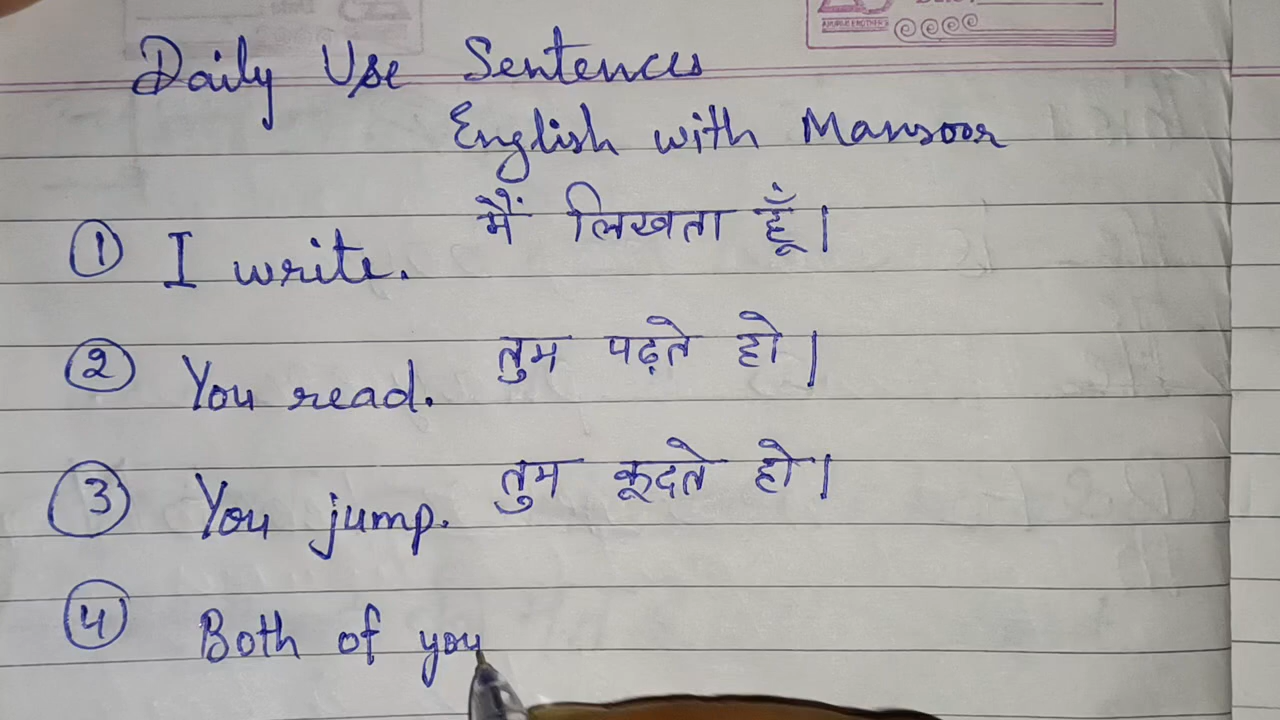 Daily Use Sentences
English with Mansoor
① I write. मैं लिखता हूँ।
② You read. तुम पढ़ते हो।
③ You jump. तुम कूदते हो।
④ Both of you